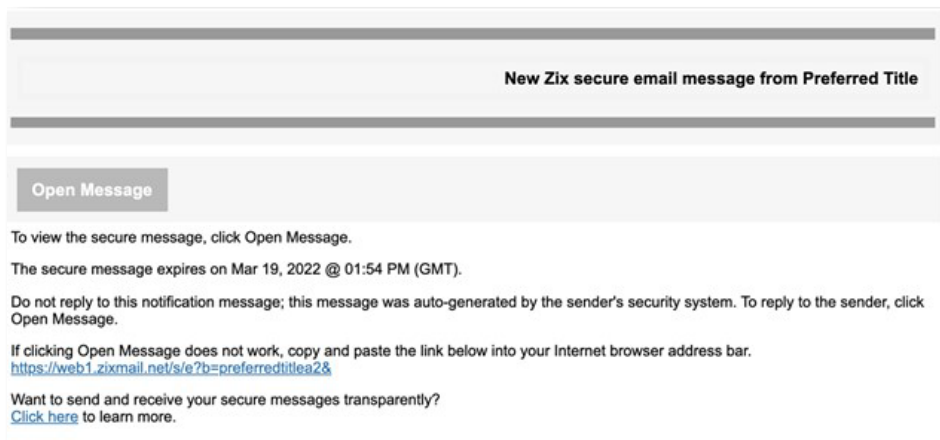 New Zix secure email message from Preferred Title
Open Message
To view the secure message, click Open Message.
The secure message expires on Mar 19, 2022 @ 01:54 PM (GMT).
Do not reply to this notification message; this message was auto-generated by the sender's security system. To reply to the sender, click
Open Message.
If clicking Open Message does not work, copy and paste the link below into your Internet browser address bar.
https://web1.zixmail.net/s/e?b=preferredtitlea2&
Want to send and receive your secure messages transparently?
Click here to learn more.